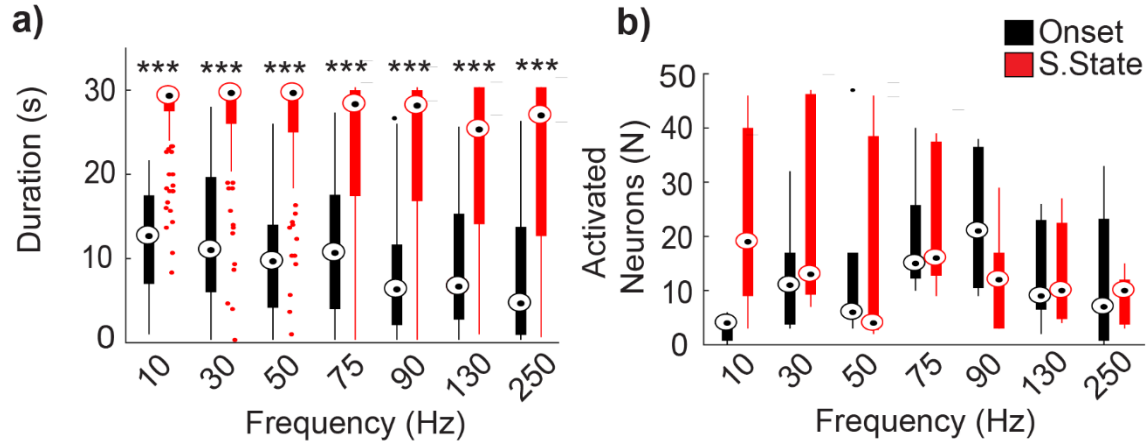 a)
*** *** *** *** *** *** ***
30
20
10
0
Duration (s)
10 30 50 75 90 130 250
Frequency (Hz)
b)
Onset
S.State
50
40
30
20
10
0
Activated
Neurons (N)
10 30 50 75 90 130 250
Frequency (Hz)